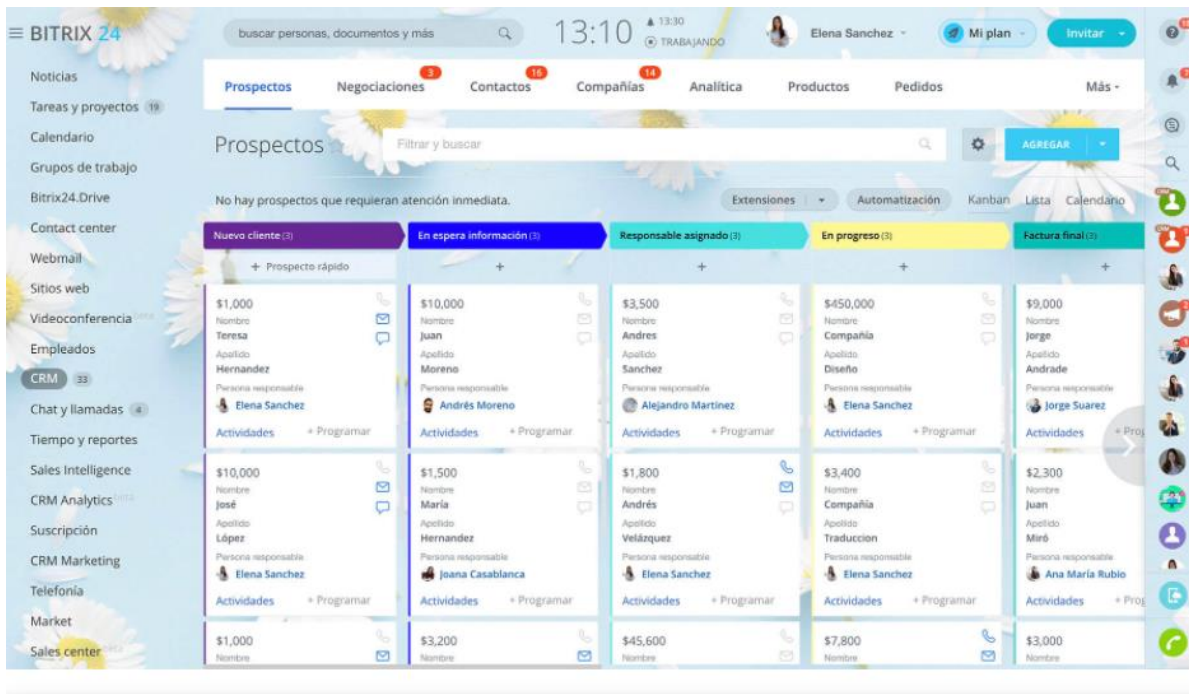 BITRIX 24
buscar personas, documentos y más
13:10
13:30
TRABAJANDO
Elena Sanchez
Mi plan
Invitar
Noticias
Tareas y proyectos 19
Calendario
Grupos de trabajo
Bitrix24.Drive
Contact center
Webmail
Sitios web
Videoconferencia beta
Empleados
CRM 33
Chat y llamadas 4
Tiempo y reportes
Sales Intelligence
CRM Analytics beta
Suscripción
CRM Marketing
Telefonía
Market
Sales center beta
Prospectos
Negociaciones 3
Contactos 16
Compañías 14
Analítica
Productos
Pedidos
Más
Prospectos
Filtrar y buscar
AGREGAR
No hay prospectos que requieran atención inmediata.
Extensiones
Automatización
Kanban
Lista
Calendario
Nuevo cliente (3)
+ Prospecto rápido
$1,000
Nombre
Teresa
Apellido
Hernandez
Persona responsable
Elena Sanchez
Actividades + Programar
$10,000
Nombre
José
Apellido
López
Persona responsable
Elena Sanchez
Actividades + Programar
$1,000
Nombre
En espera información (3)
+
$10,000
Nombre
Juan
Apellido
Moreno
Persona responsable
Andrés Moreno
Actividades + Programar
$1,500
Nombre
María
Apellido
Hernandez
Persona responsable
Joana Casablanca
Actividades + Programar
$3,200
Nombre
Responsable asignado (3)
+
$3,500
Nombre
Andres
Apellido
Sanchez
Persona responsable
Alejandro Martínez
Actividades + Programar
$1,800
Nombre
Andrés
Apellido
Velázquez
Persona responsable
Elena Sanchez
Actividades + Programar
$45,600
Nombre
En progreso (3)
+
$450,000
Nombre
Compañía
Apellido
Diseño
Persona responsable
Elena Sanchez
Actividades + Programar
$3,400
Nombre
Compañía
Apellido
Traduccion
Persona responsable
Elena Sanchez
Actividades + Programar
$7,800
Nombre
Factura final (3)
+
$9,000
Nombre
Jorge
Apellido
Andrade
Persona responsable
Jorge Suarez
Actividades + Prog
$2,300
Nombre
Juan
Apellido
Miró
Persona responsable
Ana María Rubio
Actividades + Prog
$3,000
Nombre